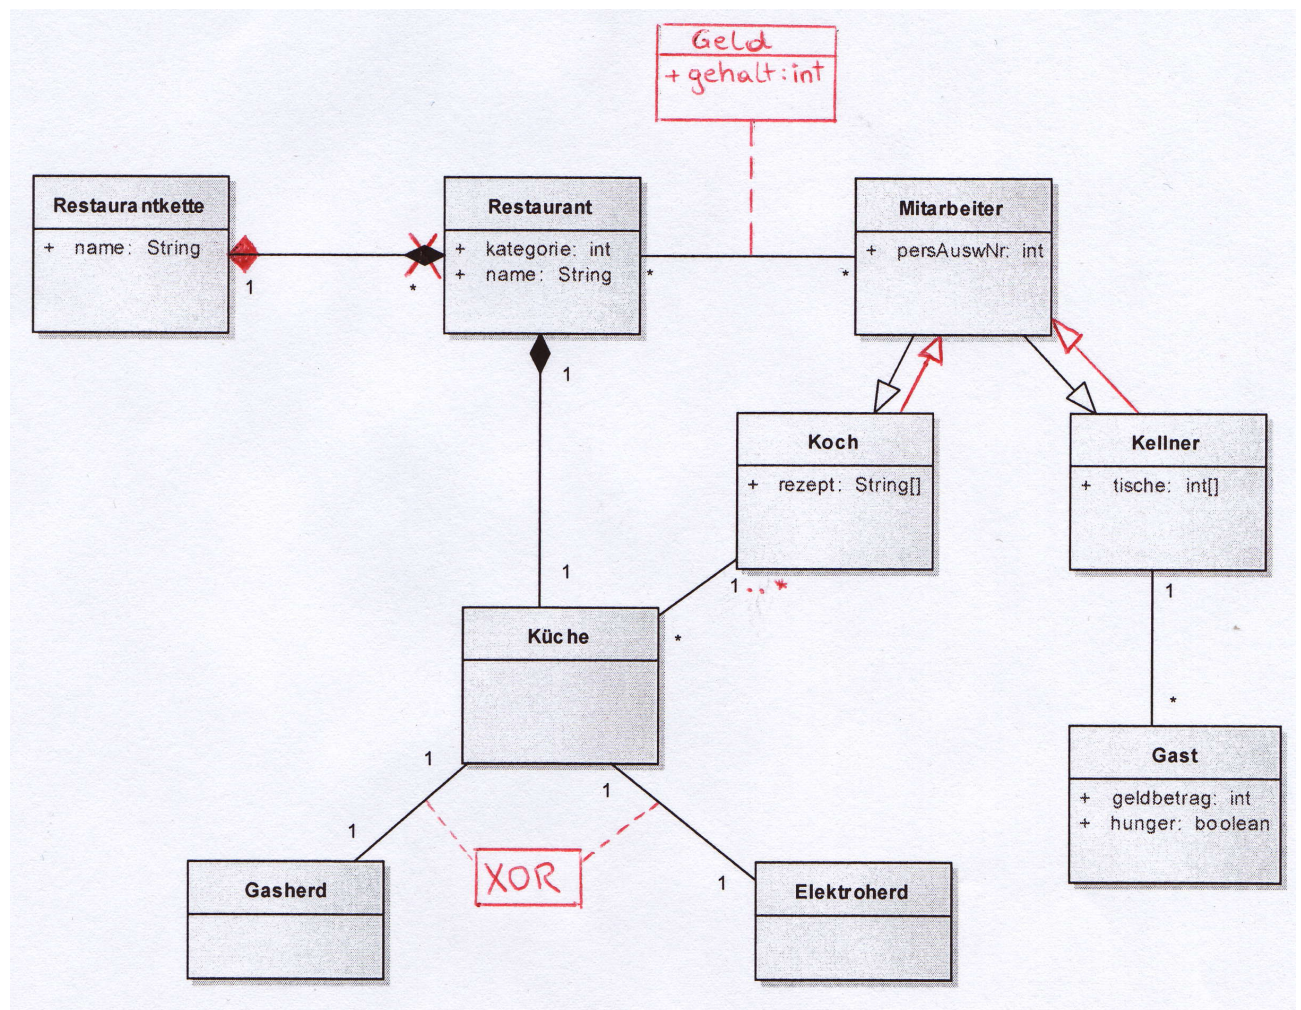 Geld
+ gehalt: int
Restaurantkette
+ name: String
1
*
Restaurant
+ kategorie: int
+ name: String
*
*
Mitarbeiter
+ persAuswNr: int
1
Koch
+ rezept: String[]
Kellner
+ tische: int[]
1
1..*
*
1
Küche
*
Gast
+ geldbetrag: int
+ hunger: boolean
1
1
1
1
XOR
Gasherd
Elektroherd